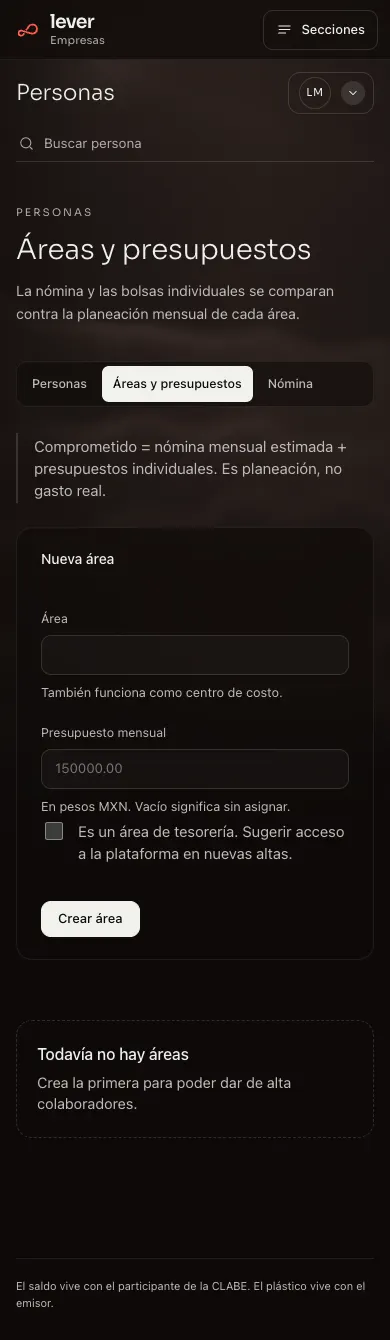 lever
Empresas
Secciones
Personas
LM
Buscar persona
PERSONAS
Áreas y presupuestos
La nómina y las bolsas individuales se comparan
contra la planeación mensual de cada área.
Personas
Áreas y presupuestos
Nómina
Comprometido = nómina mensual estimada +
presupuestos individuales. Es planeación, no
gasto real.
Nueva área
Área
También funciona como centro de costo.
Presupuesto mensual
150000.00
En pesos MXN. Vacío significa sin asignar.
Es un área de tesorería. Sugerir acceso
a la plataforma en nuevas altas.
Crear área
Todavía no hay áreas
Crea la primera para poder dar de alta
colaboradores.
El saldo vive con el participante de la CLABE. El plástico vive con el
emisor.